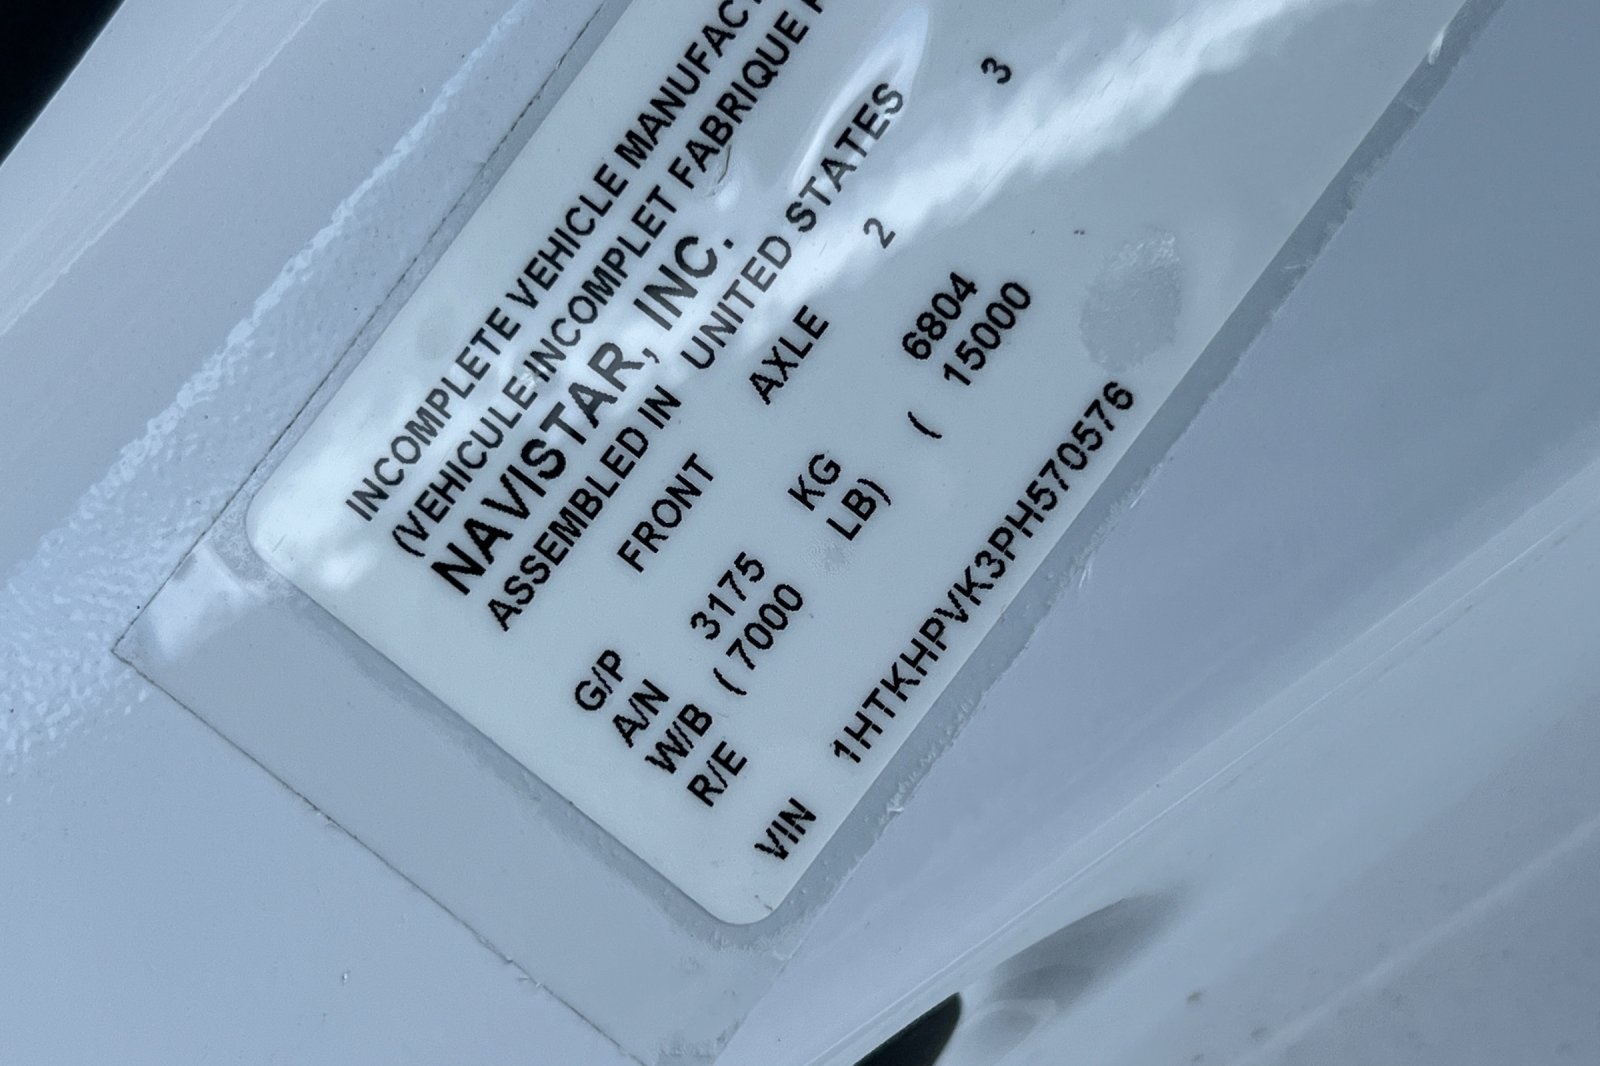 INCOMPLETE VEHICLE MANUFACT
(VEHICULE INCOMPLET FABRIQUE P
NAVISTAR, INC.
ASSEMBLED IN UNITED STATES
FRONT AXLE 2 3
G/P
A/N 3175 KG 6804
W/B ( 7000 LB) ( 15000
R/E
VIN 1HTKHPVK3PH570576